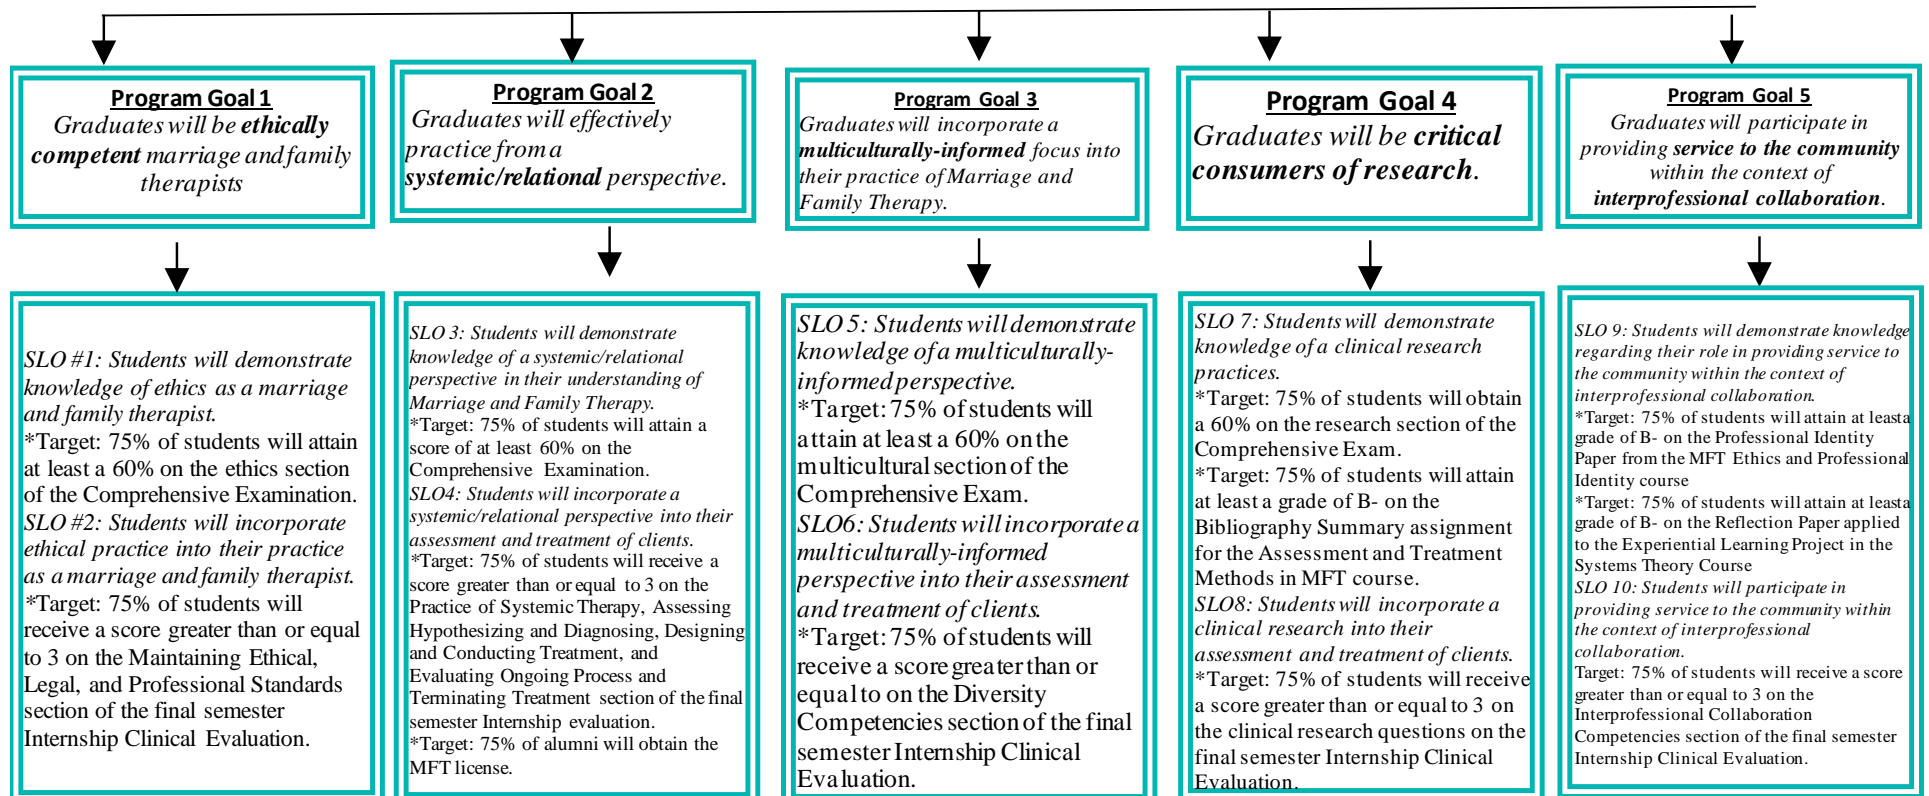 Program Goal 1
Graduates will be ethically
competent marriage and family
therapists
Program Goal 2
Graduates will effectively
practice from a
systemic/relational perspective.
Program Goal 3
Graduates will incorporate a
multiculturally-informed focus into
their practice of Marriage and
Family Therapy.
Program Goal 4
Graduates will be critical
consumers of research.
Program Goal 5
Graduates will participate in
providing service to the community
within the context of
interprofessional collaboration.
SLO #1: Students will demonstrate
knowledge of ethics as a marriage
and family therapist.
*Target: 75% of students will attain
at least a 60% on the ethics section
of the Comprehensive Examination.
SLO #2: Students will incorporate
ethical practice into their practice
as a marriage and family therapist.
*Target: 75% of students will
receive a score greater than or equal
to 3 on the Maintaining Ethical,
Legal, and Professional Standards
section of the final semester
Internship Clinical Evaluation.
SLO 3: Students will demonstrate
knowledge of a systemic/relational
perspective in their understanding of
Marriage and Family Therapy.
*Target: 75% of students will attain a
score of at least 60% on the
Comprehensive Examination.
SLO4: Students will incorporate a
systemic/relational perspective into their
assessment and treatment of clients.
*Target: 75% of students will receive a
score greater than or equal to 3 on the
Practice of Systemic Therapy, Assessing
Hypothesizing and Diagnosing, Designing
and Conducting Treatment, and
Evaluating Ongoing Process and
Terminating Treatment section of the final
semester Internship evaluation.
*Target: 75% of alumni will obtain the
MFT license.
SLO 5: Students will demonstrate
knowledge of a multiculturally-
informed perspective.
*Target: 75% of students will
attain at least a 60% on the
multicultural section of the
Comprehensive Exam.
SLO6: Students will incorporate a
multiculturally-informed
perspective into their assessment
and treatment of clients.
*Target: 75% of students will
receive a score greater than or
equal to on the Diversity
Competencies section of the final
semester Internship Clinical
Evaluation.
SLO 7: Students will demonstrate
knowledge of a clinical research
practices.
*Target: 75% of students will obtain
a 60% on the research section of the
Comprehensive Exam.
*Target: 75% of students will attain
at least a grade of B- on the
Bibliography Summary assignment
for the Assessment and Treatment
Methods in MFT course.
SLO8: Students will incorporate a
clinical research into their
assessment and treatment of clients.
*Target: 75% of students will receive
a score greater than or equal to 3 on
the clinical research questions on the
final semester Internship Clinical
Evaluation.
SLO 9: Students will demonstrate knowledge
regarding their role in providing service to
the community within the context of
interprofessional collaboration.
*Target: 75% of students will attain at least a
grade of B- on the Professional Identity
Paper from the MFT Ethics and Professional
Identity course
*Target: 75% of students will attain at least a
grade of B- on the Reflection Paper applied
to the Experiential Learning Project in the
Systems Theory Course
SLO 10: Students will participate in
providing service to the community within
the context of interprofessional
collaboration.
Target: 75% of students will receive a score
greater than or equal to 3 on the
Interprofessional Collaboration
Competencies section of the final semester
Internship Clinical Evaluation.